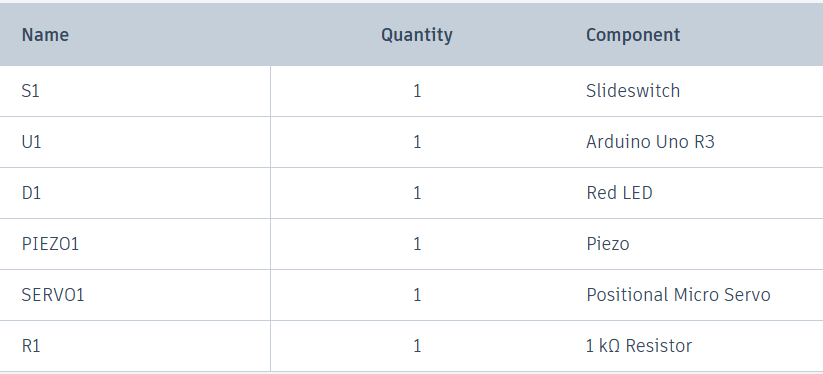 Name Quantity Component
S1 1 Slideswitch
U1 1 Arduino Uno R3
D1 1 Red LED
PIEZO1 1 Piezo
SERVO1 1 Positional Micro Servo
R1 1 1 kΩ Resistor